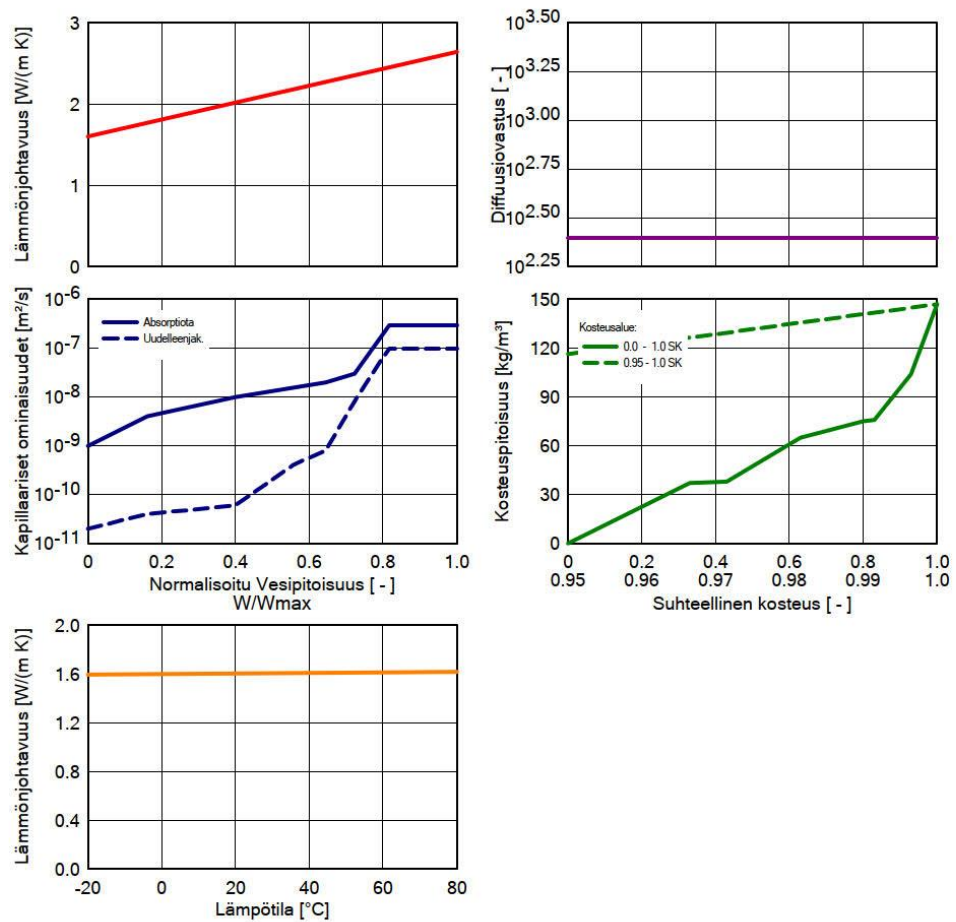 Lämmönjohtavuus [W/(m K)]
3
2
1
0
Diffuusiovastus [ - ]
10^3.50
10^3.25
10^3.00
10^2.75
10^2.50
10^2.25
Kapillaariset ominaisuudet [m²/s]
10^-6
10^-7
10^-8
10^-9
10^-10
10^-11
Absorptiota
Uudelleenjak.
0 0.2 0.4 0.6 0.8 1.0
Normalisoitu Vesipitoisuus [ - ]
W/Wmax
Kosteuspitoisuus [kg/m³]
150
120
90
60
30
0
Kosteusalue:
0.0 - 1.0 SK
0.95 - 1.0 SK
0 0.2 0.4 0.6 0.8 1.0
0.95 0.96 0.97 0.98 0.99 1.0
Suhteellinen kosteus [ - ]
Lämmönjohtavuus [W/(m K)]
2.0
1.6
1.2
0.8
0.4
0.0
-20 0 20 40 60 80
Lämpötila [°C]